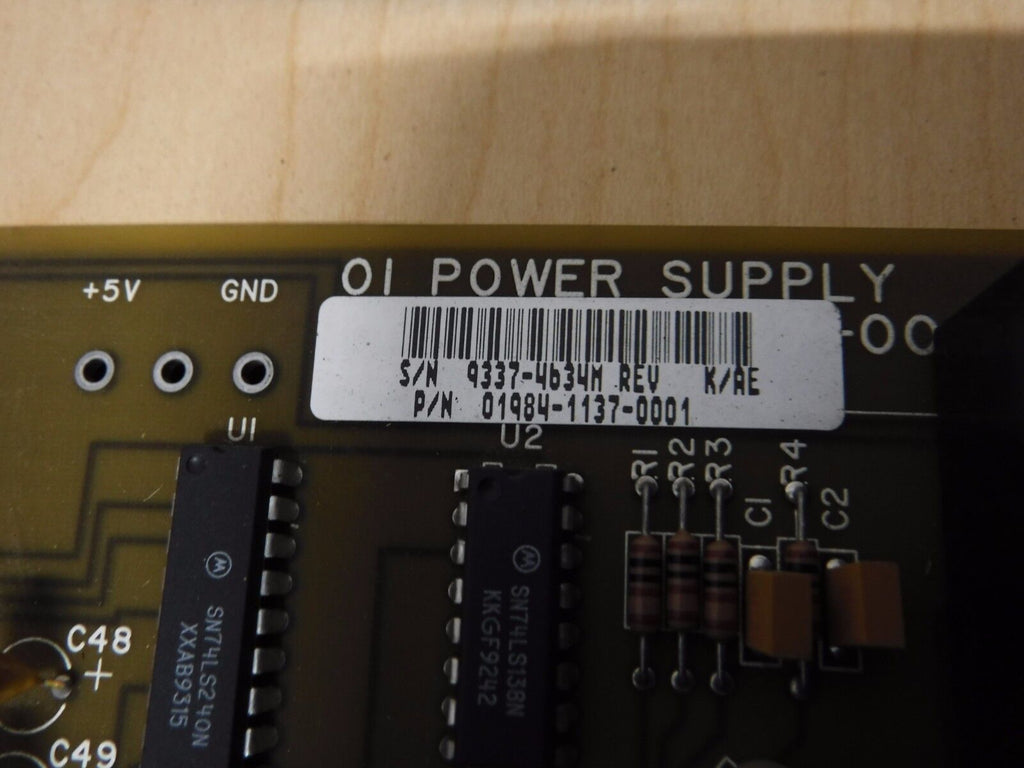 OI POWER SUPPLY
+5V
GND
-00
S/N 9337-4634M REV K/AE
P/N 01984-1137-0001
U1
U2
R1
R2
R3
R4
C1
C2
SN74LS240N
XXAB9315
SN74LS138N
KKGF9242
C48
+
C49